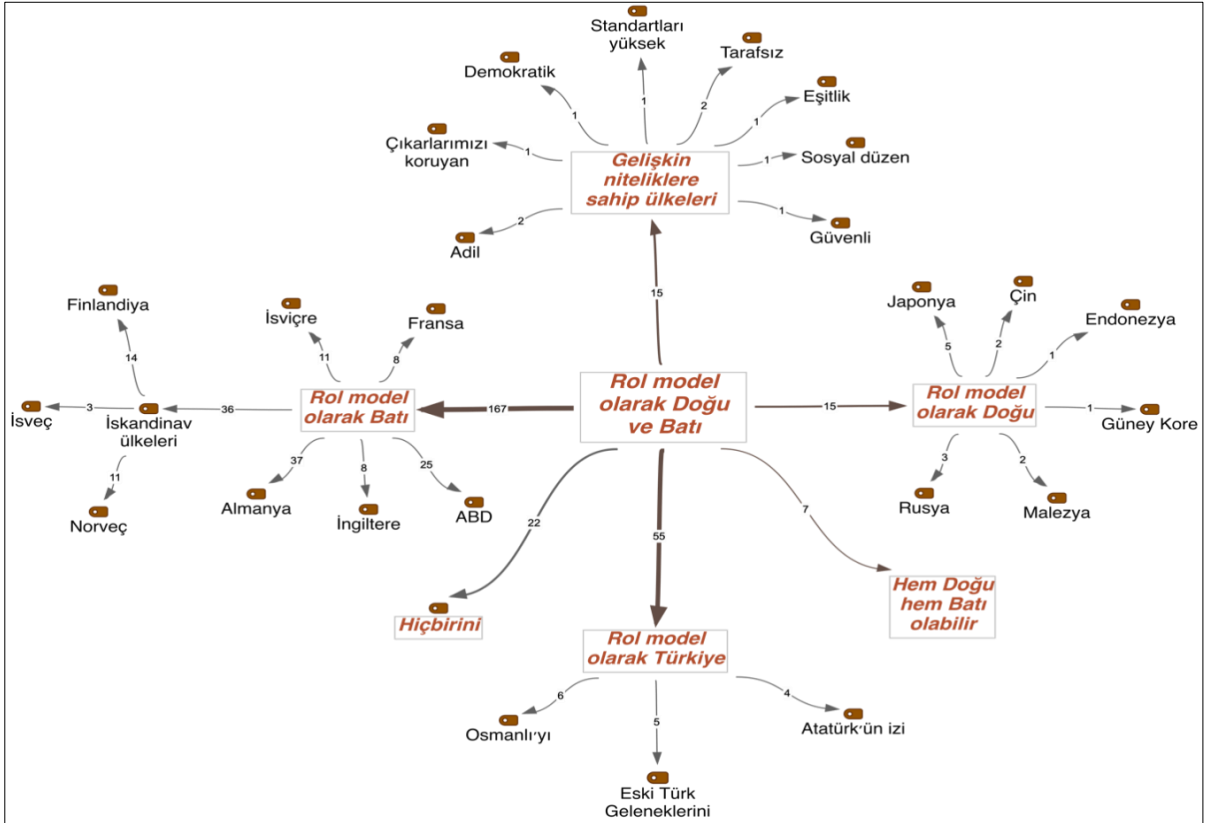 Standartları
yüksek
Tarafsız
Demokratik
Eşitlik
1
2
1
1
Çıkarlarımızı
koruyan
1
Gelişkin
niteliklere
sahip ülkeleri
1
Sosyal düzen
2
1
Adil
Güvenli
15
Finlandiya
İsviçre
Fransa
Japonya
Çin
Endonezya
14
11
8
5
2
1
İsveç
3
İskandinav
ülkeleri
36
Rol model
olarak Batı
167
Rol model
olarak Doğu
ve Batı
15
Rol model
olarak Doğu
1
Güney Kore
11
37
8
25
3
2
Norveç
Almanya
İngiltere
ABD
Rusya
Malezya
22
55
7
Hiçbirini
Hem Doğu
hem Batı
olabilir
Rol model
olarak Türkiye
6
5
4
Osmanlı'yı
Atatürk'ün izi
Eski Türk
Geleneklerini